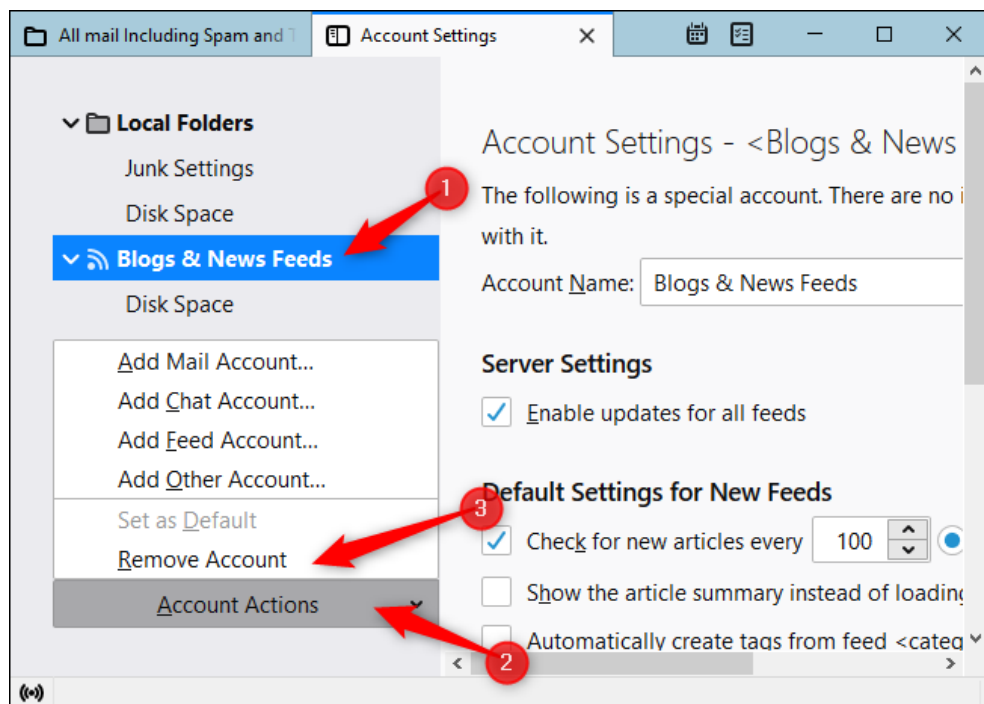 All mail Including Spam and
Account Settings
Local Folders
Junk Settings
Disk Space
Blogs & News Feeds
Disk Space
Add Mail Account...
Add Chat Account...
Add Feed Account...
Add Other Account...
Set as Default
Remove Account
Account Actions
1
3
2
Account Settings - <Blogs & News
The following is a special account. There are no
with it.
Account Name: Blogs & News Feeds
Server Settings
Enable updates for all feeds
Default Settings for New Feeds
Check for new articles every 100
Show the article summary instead of loading
Automatically create tags from feed <categ